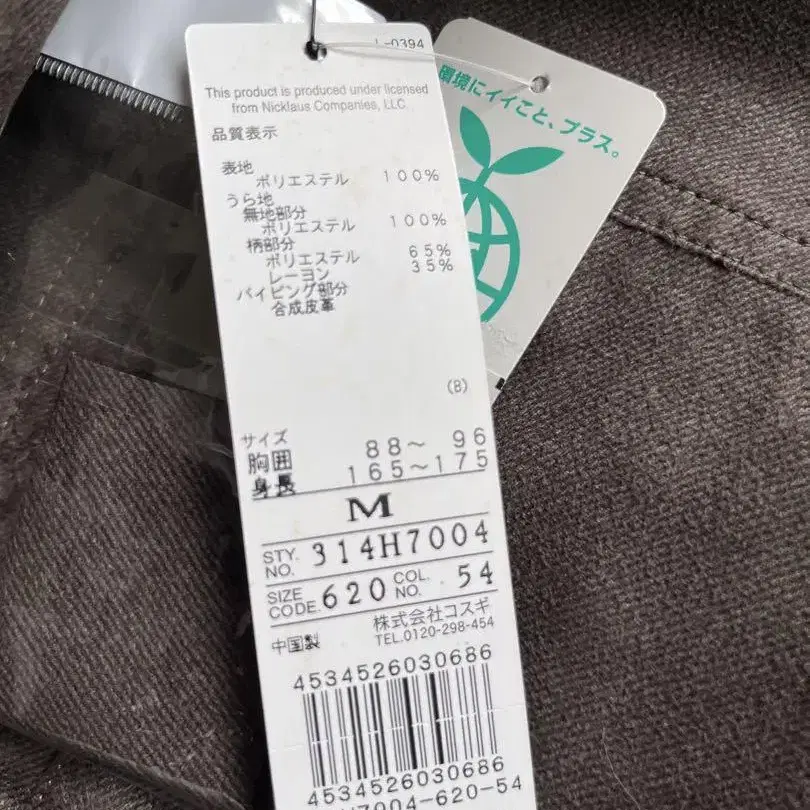 L-0394
This product is produced under licensed
from Nicklaus Companies, LLC.
品質表示
表地
ポリエステル 100%
うら地
無地部分
ポリエステル 100%
柄部分
ポリエステル 65%
レーヨン 35%
パイピング部分
合成皮革
(8)
サイズ
胸囲 88~ 96
身長 165~175
M
STY. NO. 314H7004
SIZE CODE. 620 COL. NO. 54
株式会社コスギ
TEL.0120-298-454
中国製
4534526030686
4534526030686
H7004-620-54
環境にイイこと、プラス。